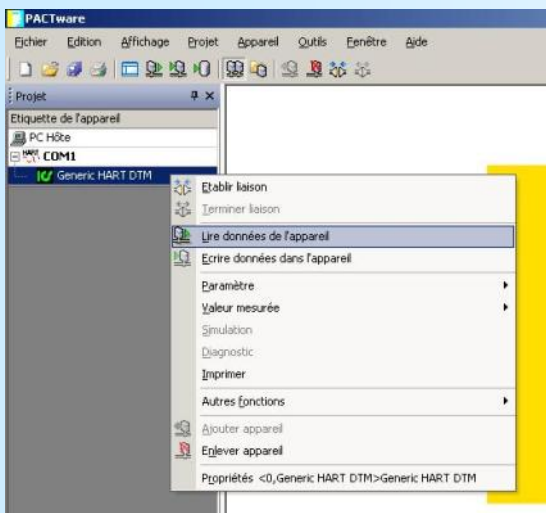 PACTware
Fichier Edition Affichage Projet Appareil Outils Fenêtre Aide
Projet
Etiquette de l'appareil
PC Hôte
HART COM1
Generic HART DTM
Etablir liaison
Terminer liaison
Lire données de l'appareil
Ecrire données dans l'appareil
Paramètre
Valeur mesurée
Simulation
Diagnostic
Imprimer
Autres fonctions
Ajouter appareil
Enlever appareil
Propriétés <0,Generic HART DTM>Generic HART DTM